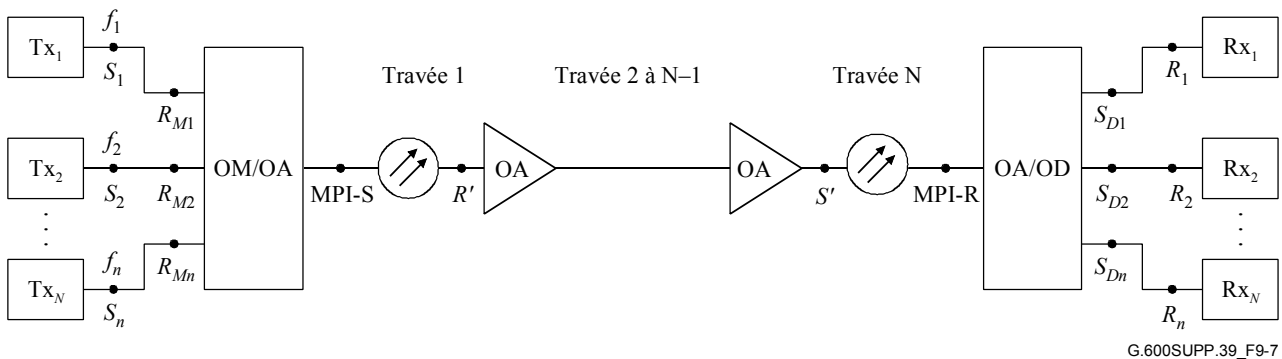 f1
Tx1
S1
RM1
f2
Tx2
S2
RM2
fn
TxN
Sn
RMn
OM/OA
MPI-S
Travée 1
R'
OA
Travée 2 à N–1
OA
S'
Travée N
MPI-R
OA/OD
SD1
R1
Rx1
SD2
R2
Rx2
SDn
Rn
RxN
G.600SUPP.39_F9-7